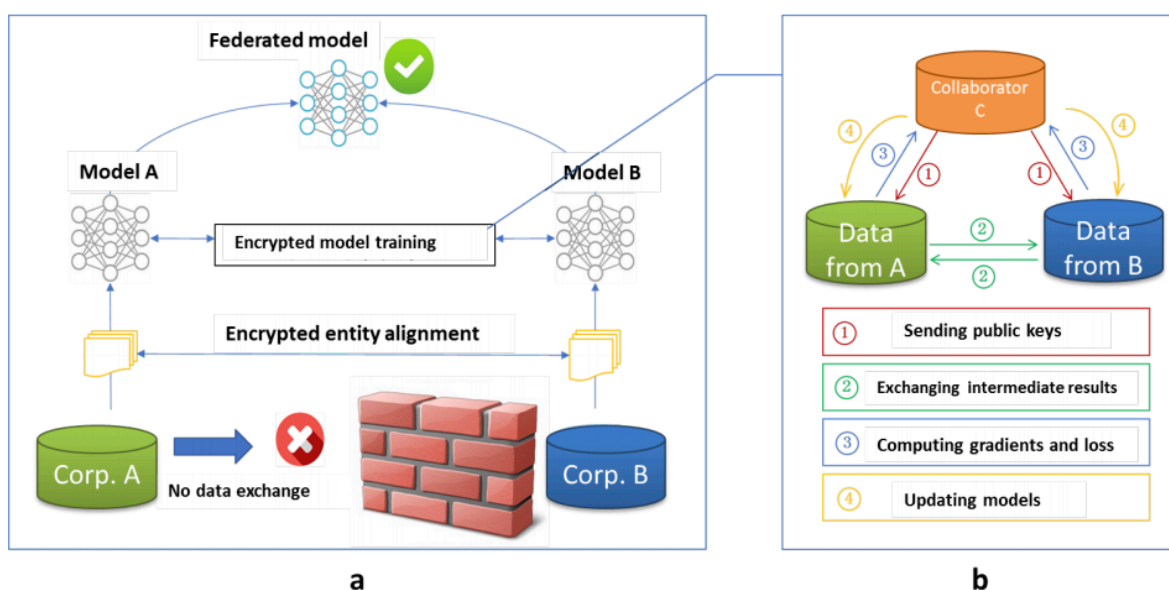 Federated model
Model A
Model B
Encrypted model training
Encrypted entity alignment
Corp. A
No data exchange
Corp. B
a
Collaborator
C
④
③
①
①
③
④
Data
from A
②
②
Data
from B
① Sending public keys
② Exchanging intermediate results
③ Computing gradients and loss
④ Updating models
b